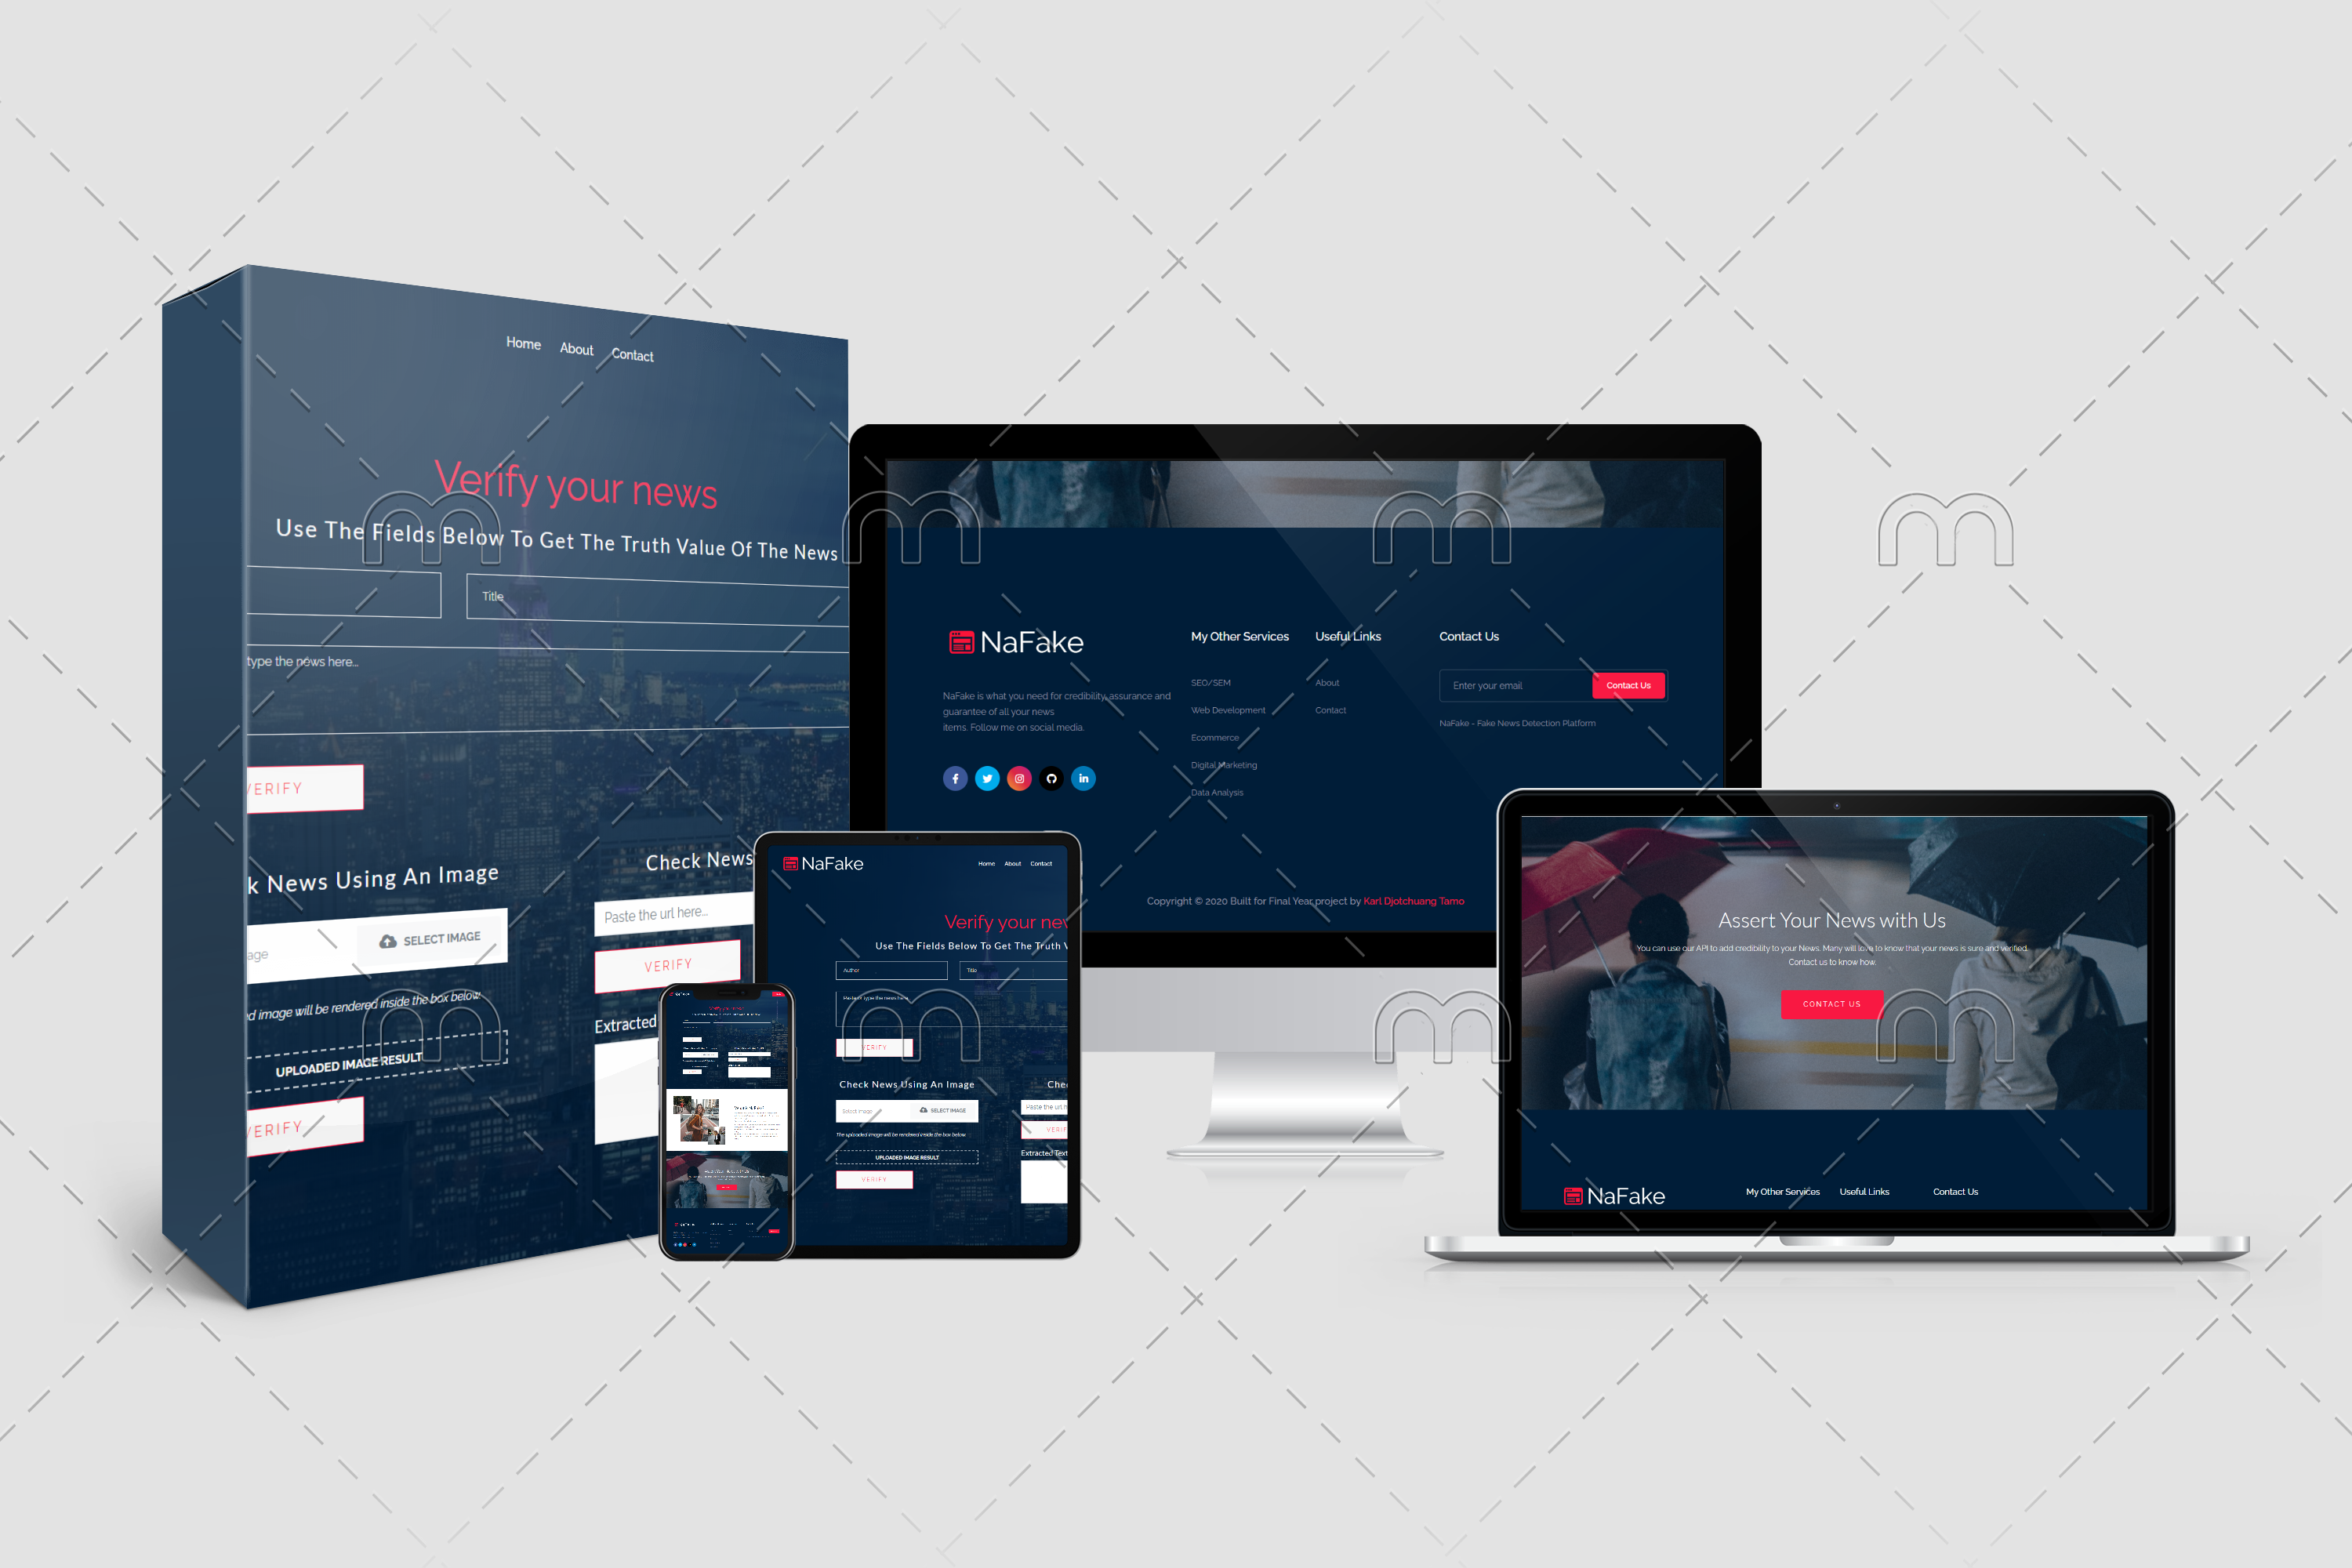 Home About Contact
Verify your news
Use The Fields Below To Get The Truth Value Of The News
Title
type the news here...
VERIFY
k News Using An Image
age
SELECT IMAGE
d image will be rendered inside the box below
UPLOADED IMAGE RESULT
VERIFY
Check News
Paste the url here...
VERIFY
Extracted
NaFake
NaFake is what you need for credibility assurance and
guarantee of all your news
items. Follow me on social media.
My Other Services
SEO/SEM
Web Development
Ecommerce
Digital Marketing
Data Analysis
Useful Links
About
Contact
Contact Us
Enter your email
Contact Us
NaFake - Fake News Detection Platform
Copyright © 2020 Built for Final Year project by Karl Djotchuang Tamo
NaFake
Home About Contact
Verify your nev
Use The Fields Below To Get The Truth V
Author
Title
Paste or type the news here...
VERIFY
Check News Using An Image
Select image
SELECT IMAGE
The uploaded image will be rendered inside the box below
UPLOADED IMAGE RESULT
VERIFY
Chec
Paste the url h
VERIF
Extracted Text
Assert Your News with Us
You can use our API to add credibility to your News. Many will love to know that your news is sure and verified.
Contact us to know how.
CONTACT US
NaFake
My Other Services Useful Links Contact Us